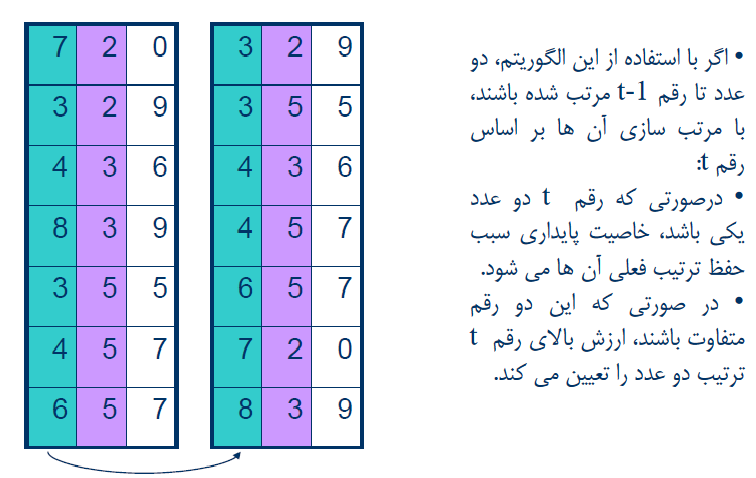 7 2 0
3 2 9
4 3 6
8 3 9
3 5 5
4 5 7
6 5 7
3 2 9
3 5 5
4 3 6
4 5 7
6 5 7
7 2 0
8 3 9
• اگر با استفاده از این الگوریتم، دو
عدد تا رقم t-1 مرتب شده باشند،
با مرتب سازی آن ها بر اساس
رقم t:
• درصورتی که رقم t دو عدد
یکی باشد، خاصیت پایداری سبب
حفظ ترتیب فعلی آن ها می شود.
• در صورتی که این دو رقم
متفاوت باشند، ارزش بالای رقم t
ترتیب دو عدد را تعیین می کند.